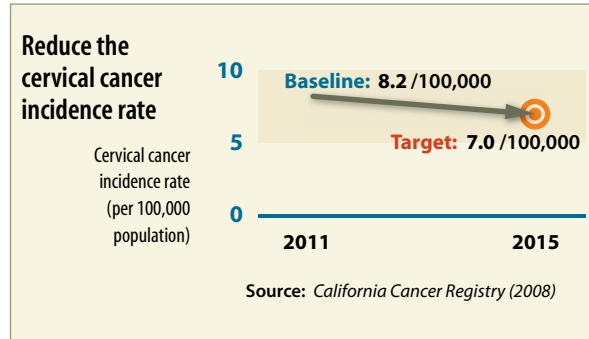 Reduce the
cervical cancer
incidence rate
Cervical cancer
incidence rate
(per 100,000
population)
10
Baseline: 8.2 /100,000
5
Target: 7.0 /100,000
0
2011 2015
Source: California Cancer Registry (2008)